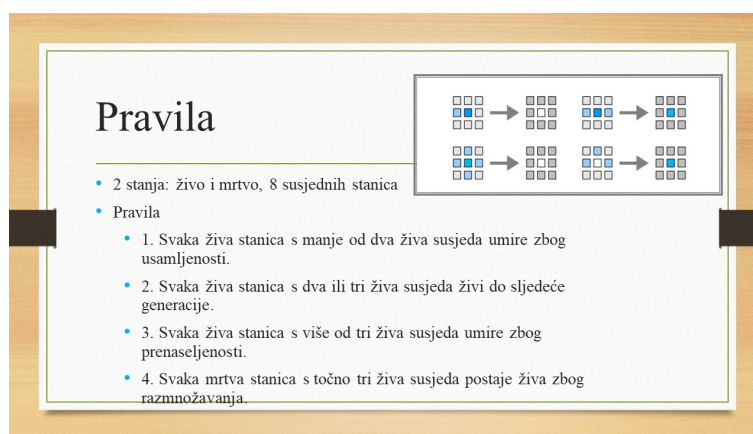 Pravila
2 stanja: živo i mrtvo, 8 susjednih stanica
Pravila
1. Svaka živa stanica s manje od dva živa susjeda umire zbog
usamljenosti.
2. Svaka živa stanica s dva ili tri živa susjeda živi do sljedeće
generacije.
3. Svaka živa stanica s više od tri živa susjeda umire zbog
prenaseljenosti.
4. Svaka mrtva stanica s točno tri živa susjeda postaje živa zbog
razmnožavanja.